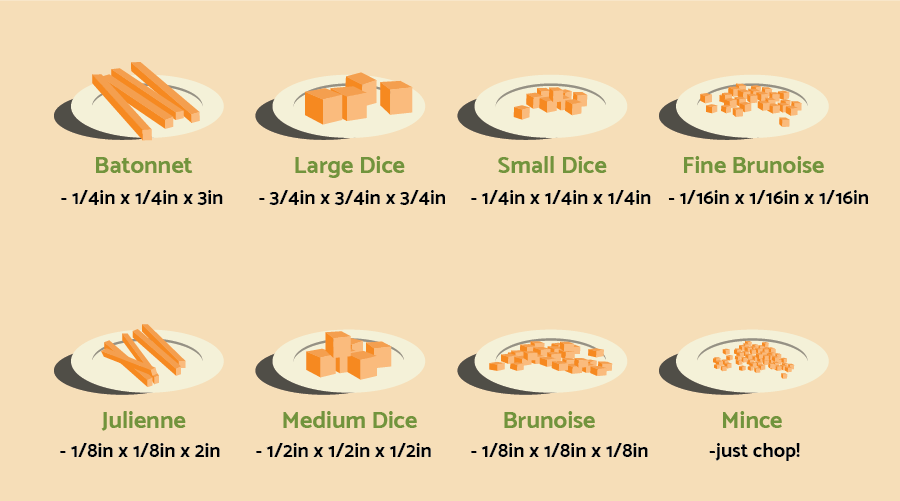 Batonnet
- 1/4in x 1/4in x 3in
Large Dice
- 3/4in x 3/4in x 3/4in
Small Dice
- 1/4in x 1/4in x 1/4in
Fine Brunoise
- 1/16in x 1/16in x 1/16in
Julienne
- 1/8in x 1/8in x 2in
Medium Dice
- 1/2in x 1/2in x 1/2in
Brunoise
- 1/8in x 1/8in x 1/8in
Mince
-just chop!